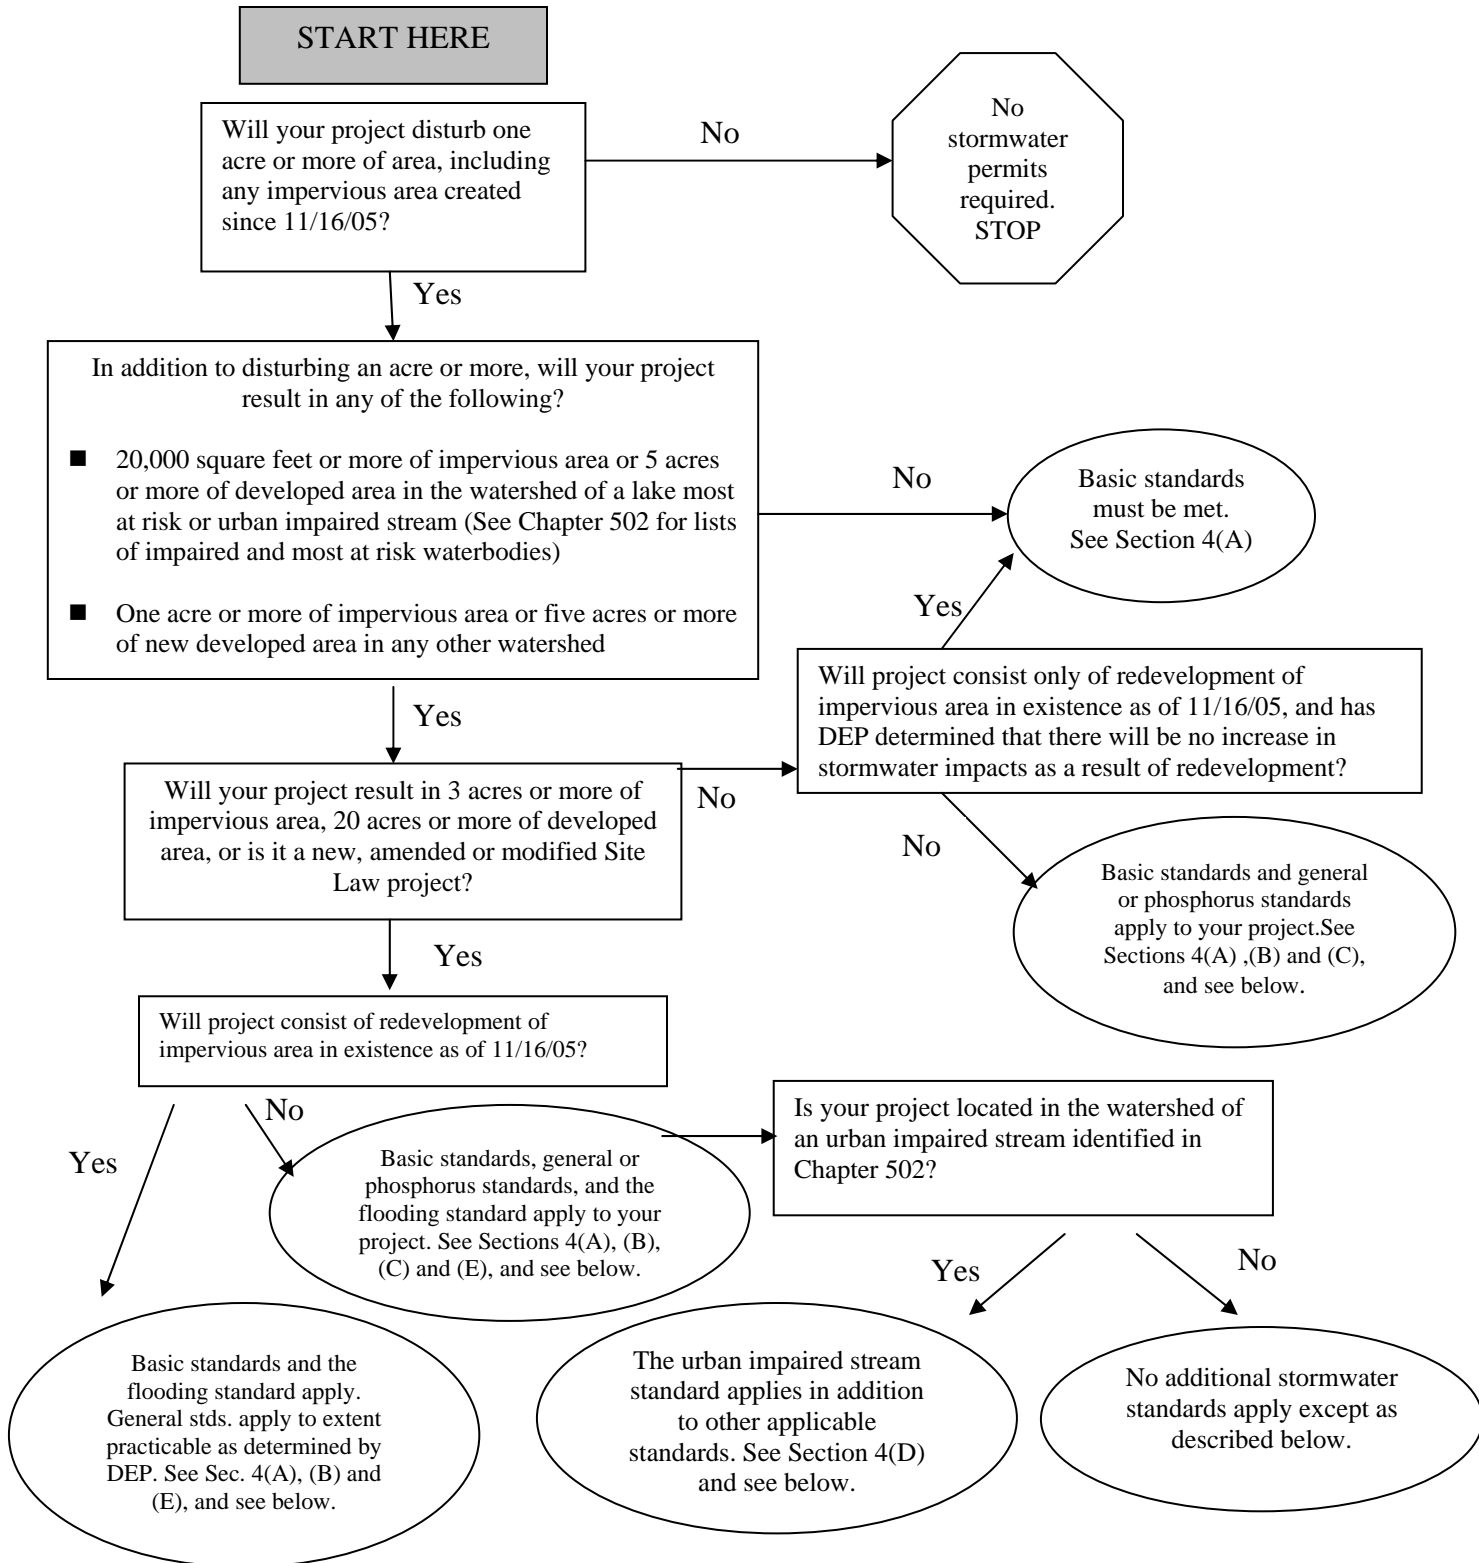 START HERE
Will your project disturb one
acre or more of area, including
any impervious area created
since 11/16/05?
No
No
stormwater
permits
required.
STOP
Yes
In addition to disturbing an acre or more, will your project
result in any of the following?
■ 20,000 square feet or more of impervious area or 5 acres
or more of developed area in the watershed of a lake most
at risk or urban impaired stream (See Chapter 502 for lists
of impaired and most at risk waterbodies)
■ One acre or more of impervious area or five acres or more
of new developed area in any other watershed
No
Basic standards
must be met.
See Section 4(A)
Yes
Yes
Will project consist only of redevelopment of
impervious area in existence as of 11/16/05, and has
DEP determined that there will be no increase in
stormwater impacts as a result of redevelopment?
Will your project result in 3 acres or more of
impervious area, 20 acres or more of developed
area, or is it a new, amended or modified Site
Law project?
No
No
Basic standards and general
or phosphorus standards
apply to your project.See
Sections 4(A) ,(B) and (C),
and see below.
Yes
Will project consist of redevelopment of
impervious area in existence as of 11/16/05?
Yes
No
Basic standards, general or
phosphorus standards, and the
flooding standard apply to your
project. See Sections 4(A), (B),
(C) and (E), and see below.
Is your project located in the watershed of
an urban impaired stream identified in
Chapter 502?
Yes
No
Basic standards and the
flooding standard apply.
General stds. apply to extent
practicable as determined by
DEP. See Sec. 4(A), (B) and
(E), and see below.
The urban impaired stream
standard applies in addition
to other applicable
standards. See Section 4(D)
and see below.
No additional stormwater
standards apply except as
described below.